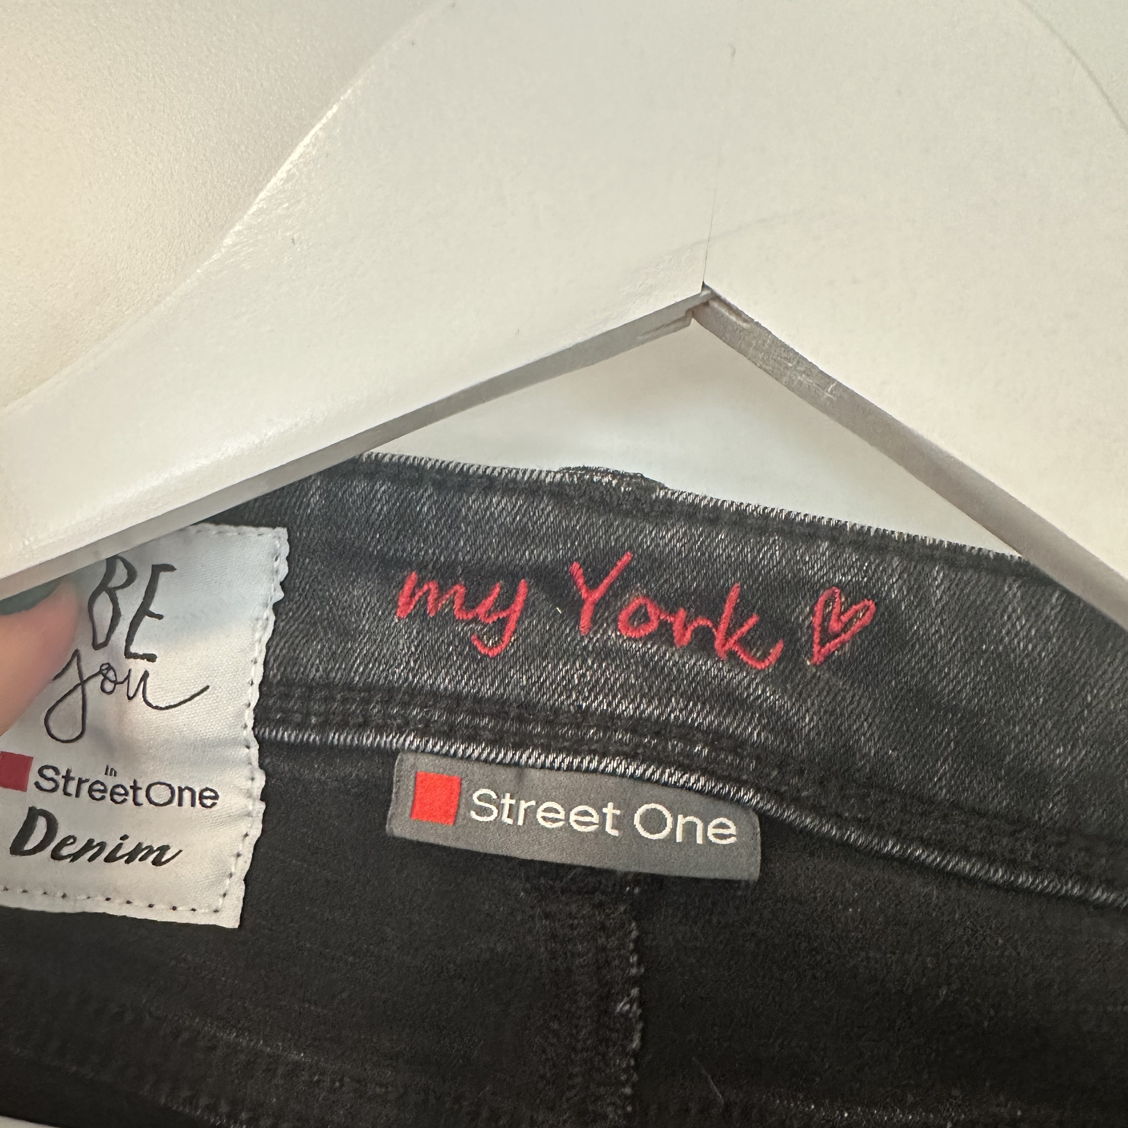 BE
you
in
StreetOne
Denim
my York
Street One